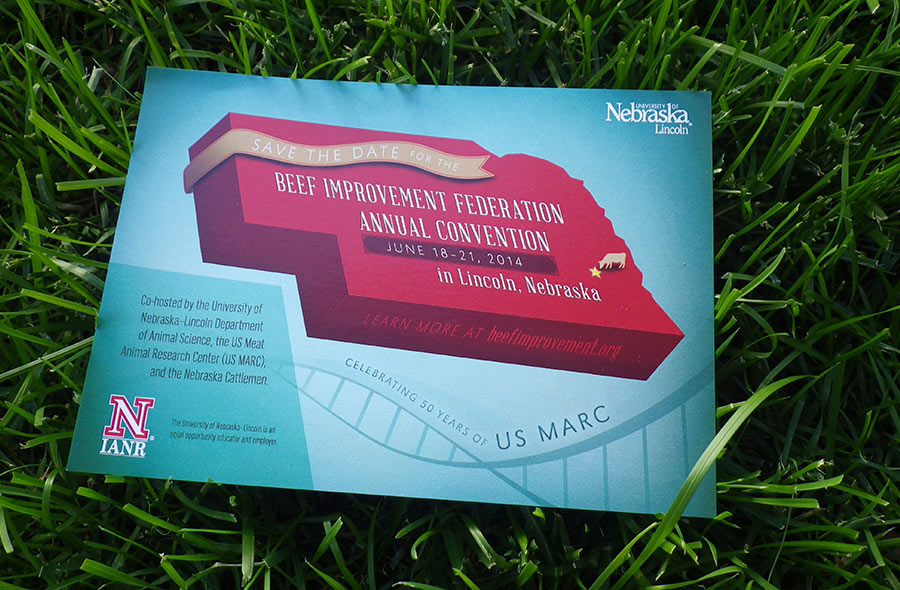 UNIVERSITY OF
Nebraska
Lincoln
SAVE THE DATE FOR THE
BEEF IMPROVEMENT FEDERATION
ANNUAL CONVENTION
JUNE 18-21, 2014
in Lincoln, Nebraska
LEARN MORE AT beefimprovement.org
Co-hosted by the University of
Nebraska–Lincoln Department
of Animal Science, the US Meat
Animal Research Center (US MARC),
and the Nebraska Cattlemen.
CELEBRATING 50 YEARS OF US MARC
N
IANR
The University of Nebraska-Lincoln is an
equal opportunity educator and employer.